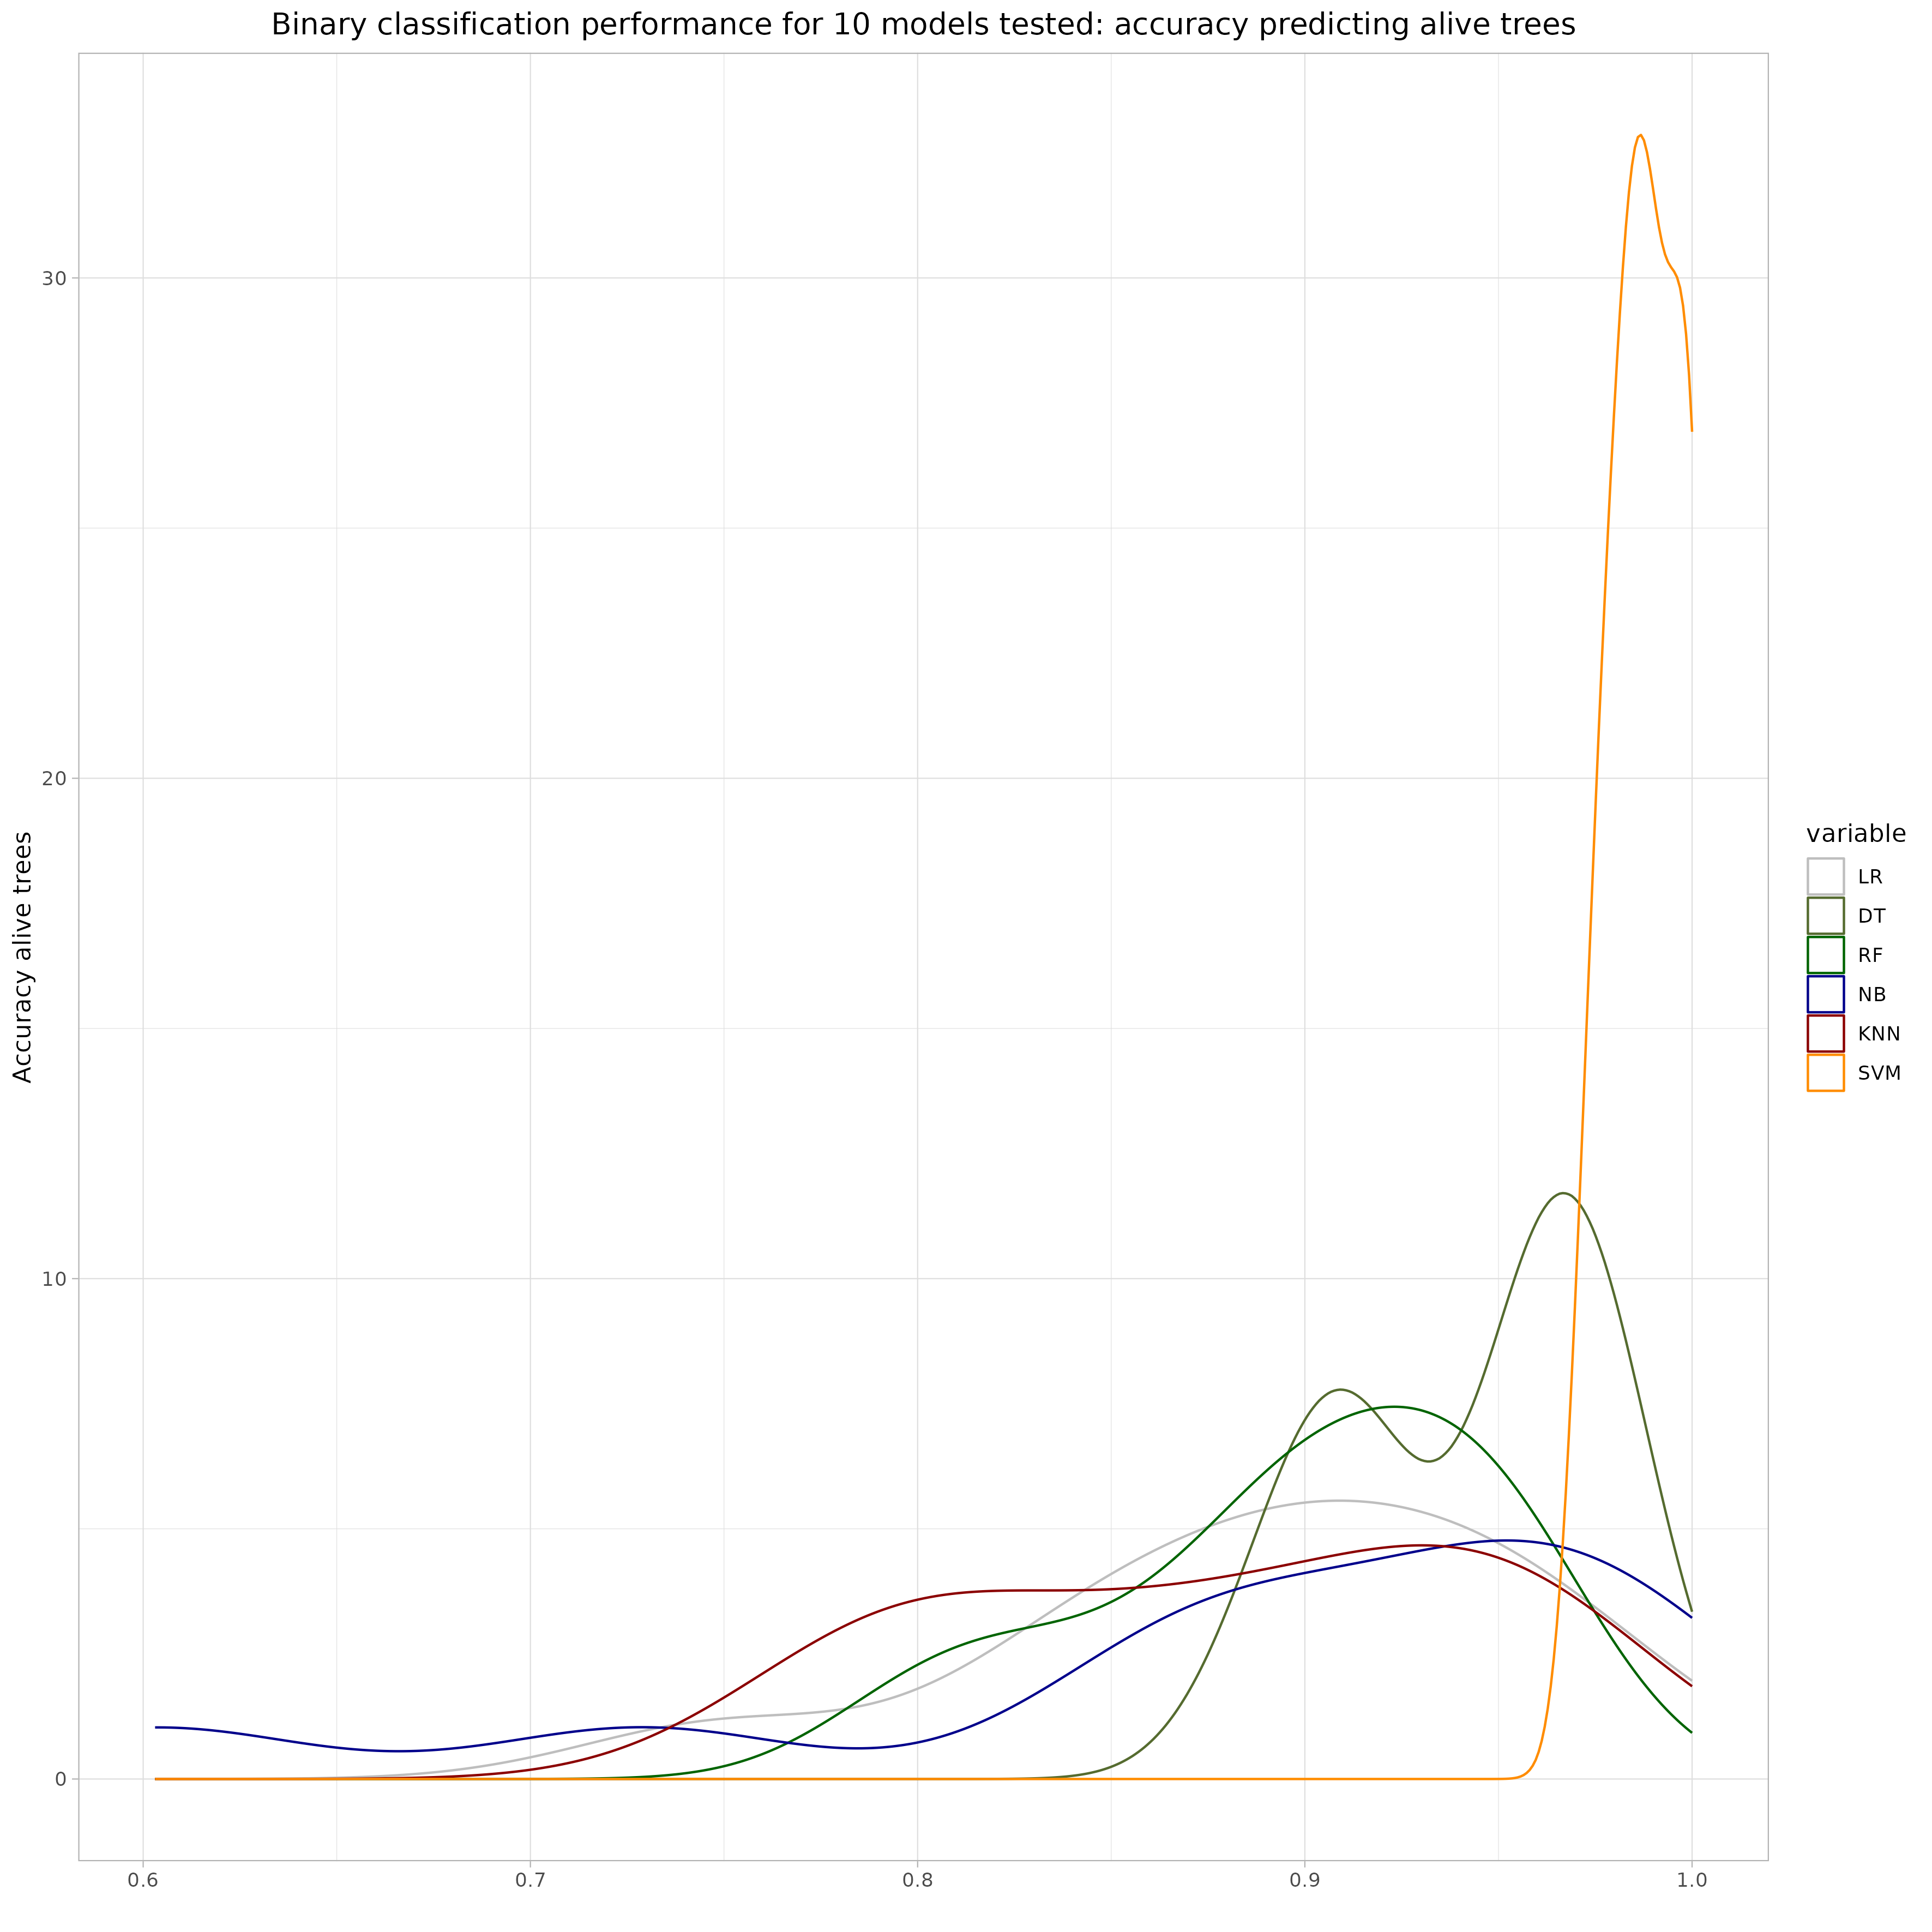 Binary classification performance for 10 models tested: accuracy predicting alive trees
Accuracy alive trees
30
20
10
0
0.6
0.7
0.8
0.9
1.0
variable
LR
DT
RF
NB
KNN
SVM